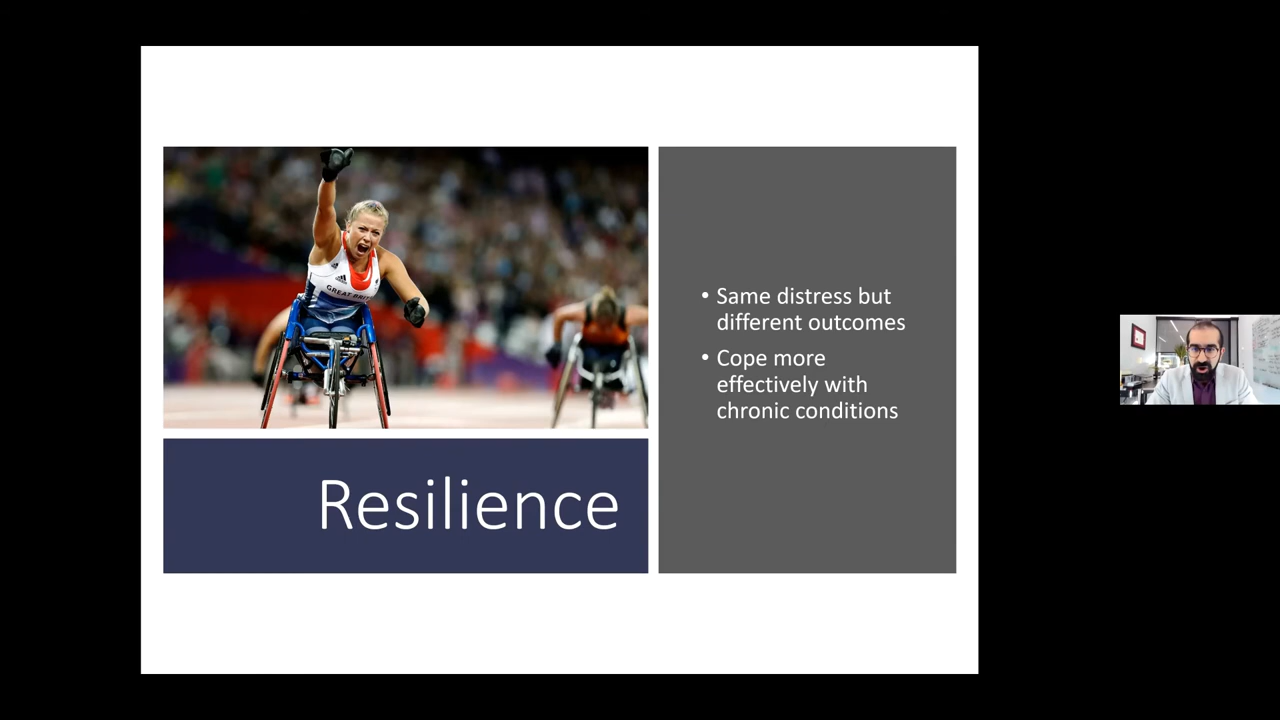 GREAT BRIT
Resilience
• Same distress but
different outcomes
• Cope more
effectively with
chronic conditions